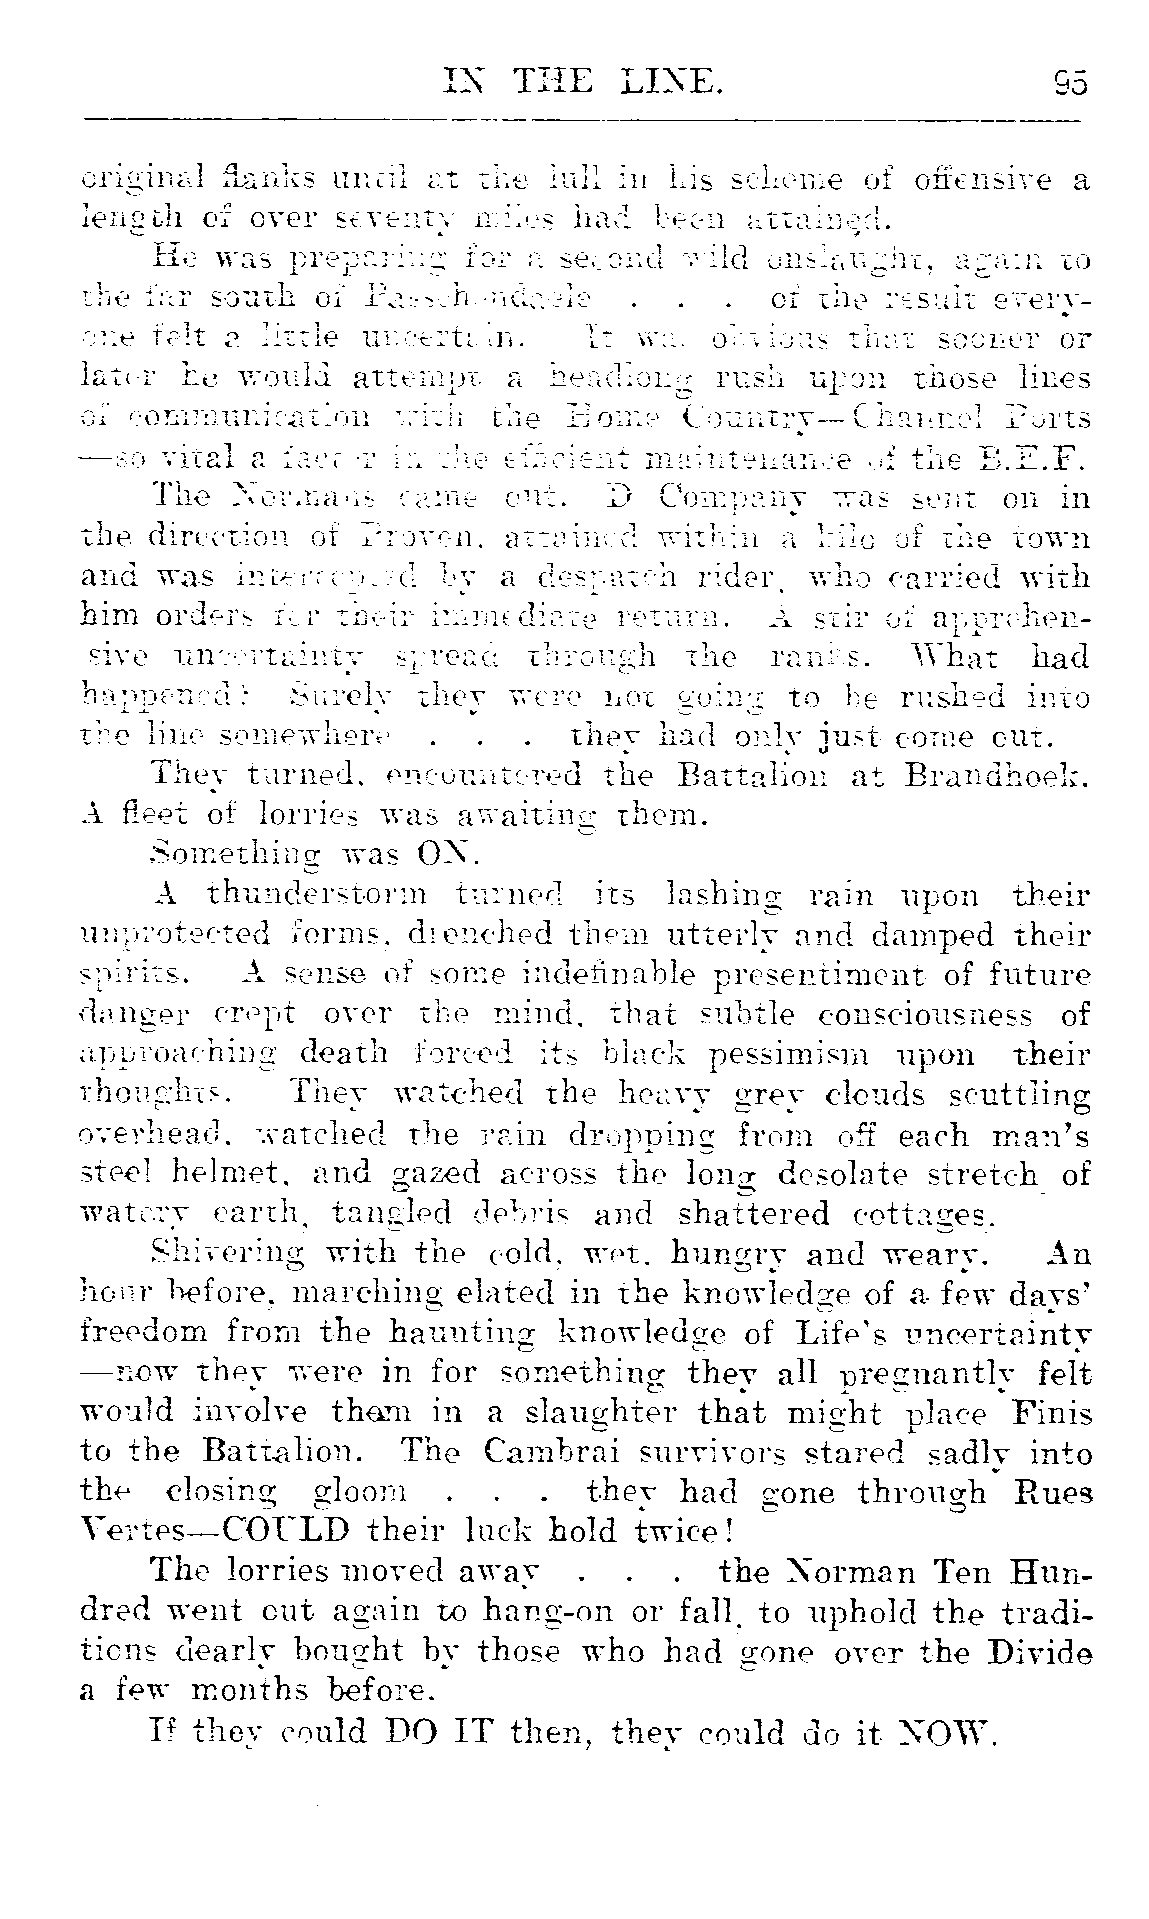 IN THE LINE. 95
original flanks until at the lull in his scheme of offensive a
length of over seventy miles had been attained.
He was preparing for a second wild onslaught, again to
the far south of Passchendaele . . . of the result every-
one felt a little uncertain. It was obvious that sooner or
later he would attempt a headlong rush upon those lines
of communication with the Home Country—Channel Ports
—so vital a factor in the efficient maintenance of the B.E.F.
The Normans came out. D Company was sent on in
the direction of Proven, attained within a kilo of the town
and was intercepted by a despatch rider, who carried with
him orders for their immediate return. A stir of apprehen-
sive uncertainty spread through the ranks. What had
happened? Surely they were not going to be rushed into
the line somewhere . . . they had only just come out.
They turned, encountered the Battalion at Brandhoek.
A fleet of lorries was awaiting them.
Something was ON.
A thunderstorm turned its lashing rain upon their
unprotected forms, drenched them utterly and damped their
spirits. A sense of some indefinable presentiment of future
danger crept over the mind, that subtle consciousness of
approaching death forced its black pessimism upon their
thoughts. They watched the heavy grey clouds scuttling
overhead, watched the rain dropping from off each man's
steel helmet, and gazed across the long desolate stretch of
watery earth, tangled debris and shattered cottages.
Shivering with the cold, wet, hungry and weary. An
hour before, marching elated in the knowledge of a few days'
freedom from the haunting knowledge of Life's uncertainty
—now they were in for something they all pregnantly felt
would involve them in a slaughter that might place Finis
to the Battalion. The Cambrai survivors stared sadly into
the closing gloom . . . they had gone through Rues
Vertes—COULD their luck hold twice!
The lorries moved away . . . the Norman Ten Hun-
dred went out again to hang-on or fall, to uphold the tradi-
tions dearly bought by those who had gone over the Divide
a few months before.
If they could DO IT then, they could do it NOW.